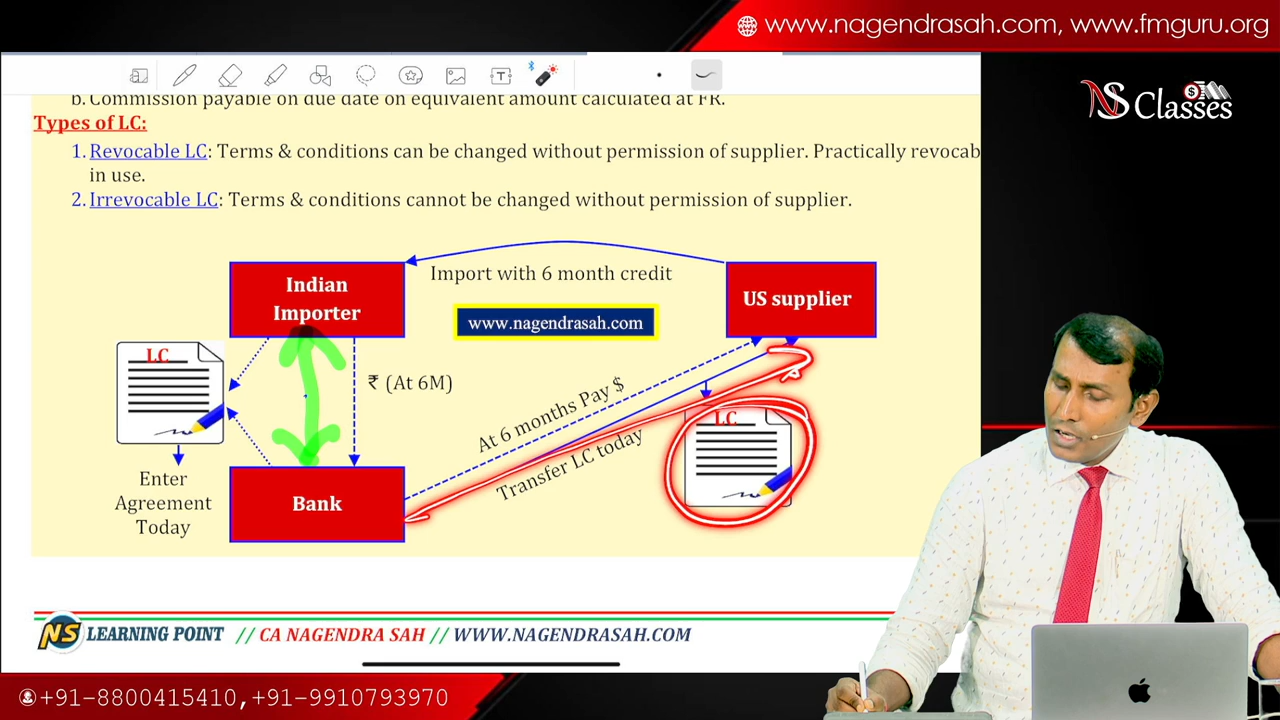 www.nagendrasah.com, www.fmguru.org
NS Classes
b. Commission payable on due date on equivalent amount calculated at FR.
Types of LC:
1. Revocable LC: Terms & conditions can be changed without permission of supplier. Practically revocab
in use.
2. Irrevocable LC: Terms & conditions cannot be changed without permission of supplier.
Indian
Importer
Import with 6 month credit
US supplier
www.nagendrasah.com
LC
₹ (At 6M)
At 6 months Pay $
Transfer LC today
LC
Enter
Agreement
Today
Bank
NS LEARNING POINT // CA NAGENDRA SAH // WWW.NAGENDRASAH.COM
+91-8800415410,+91-9910793970